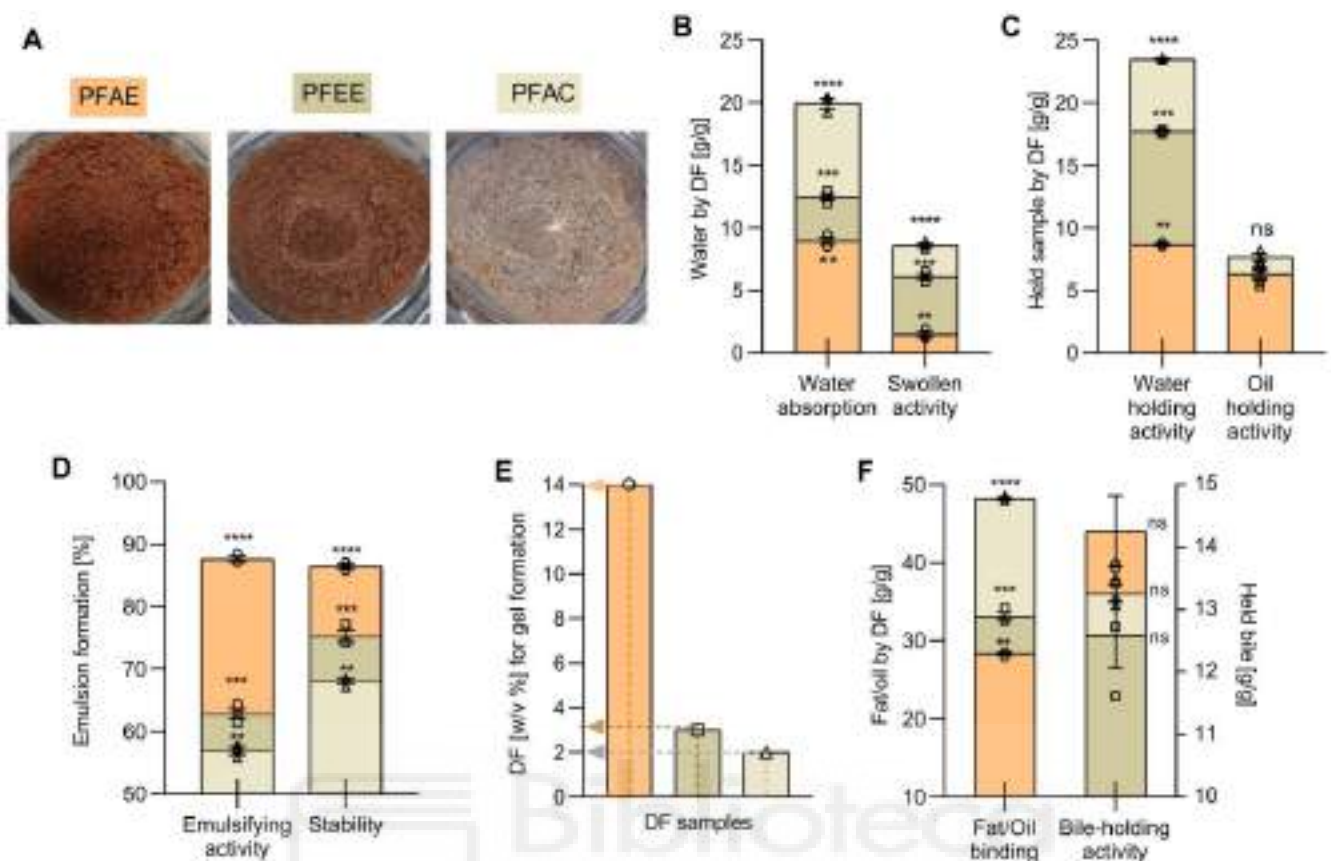 A
PFAE
PFEE
PFAC
B
Water by DF [g/g]
25
20
15
10
5
0
****
***
**
****
***
**
Water
absorption
Swollen
activity
C
Held sample by DF [g/g]
25
20
15
10
5
0
****
***
**
ns
Water
holding
activity
Oil
holding
activity
D
Emulsion formation [%]
100
90
80
70
60
50
****
***
**
****
***
**
Emulsifying
activity
Stability
E
DF [w/v %] for gel formation
14
12
10
8
6
4
2
0
DF samples
F
Fat/oil by DF [g/g]
50
40
30
20
10
****
***
**
ns
ns
ns
15
14
13
12
11
10
Held bile [g/g]
Fat/Oil
binding
Bile-holding
activity
Biblioteca